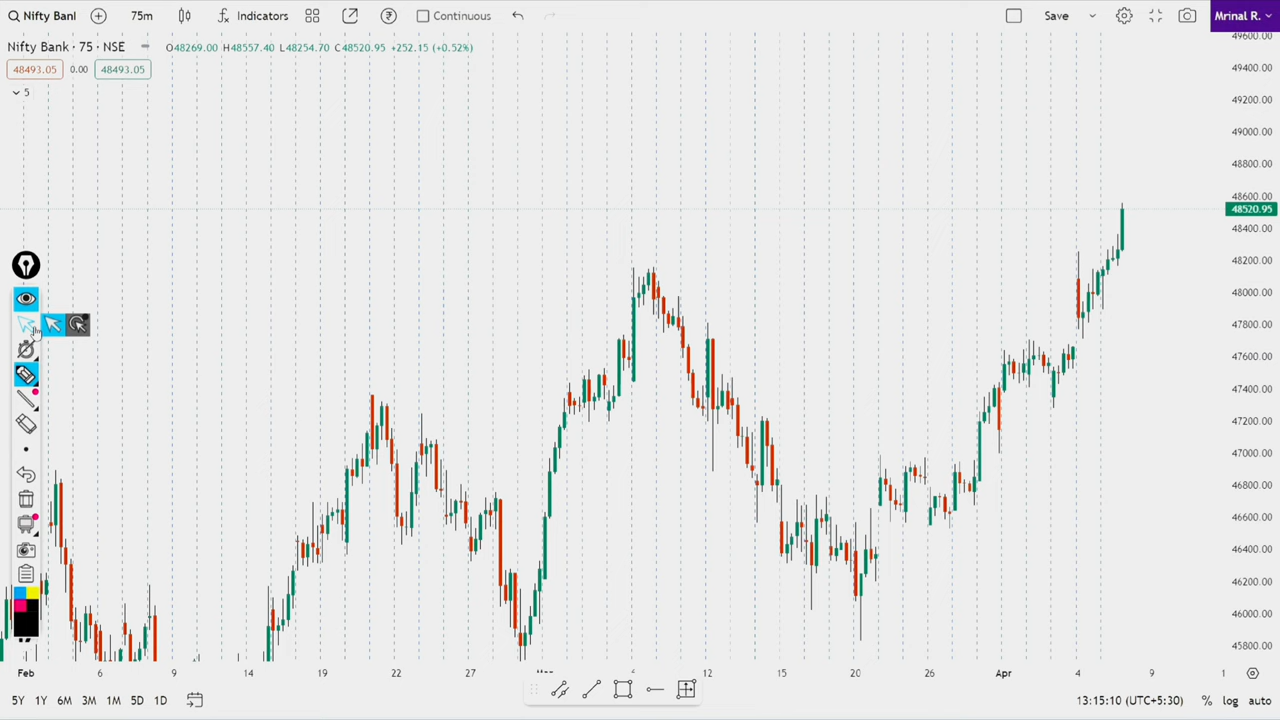 Nifty Banl
75m
Indicators
Continuous
Save
Mrinal R.
Nifty Bank · 75 · NSE
O48269.00 H48557.40 L48254.70 C48520.95 +252.15 (+0.52%)
48493.05 0.00 48493.05
5
49600.00
49400.00
49200.00
49000.00
48800.00
48600.00
48520.95
48400.00
48200.00
48000.00
47800.00
47600.00
47400.00
47200.00
47000.00
46800.00
46600.00
46400.00
46200.00
46000.00
45800.00
Feb 6 9 14 19 22 27 Mar 6 12 15 20 26 Apr 4 9 1
5Y 1Y 6M 3M 1M 5D 1D
13:15:10 (UTC+5:30) % log auto